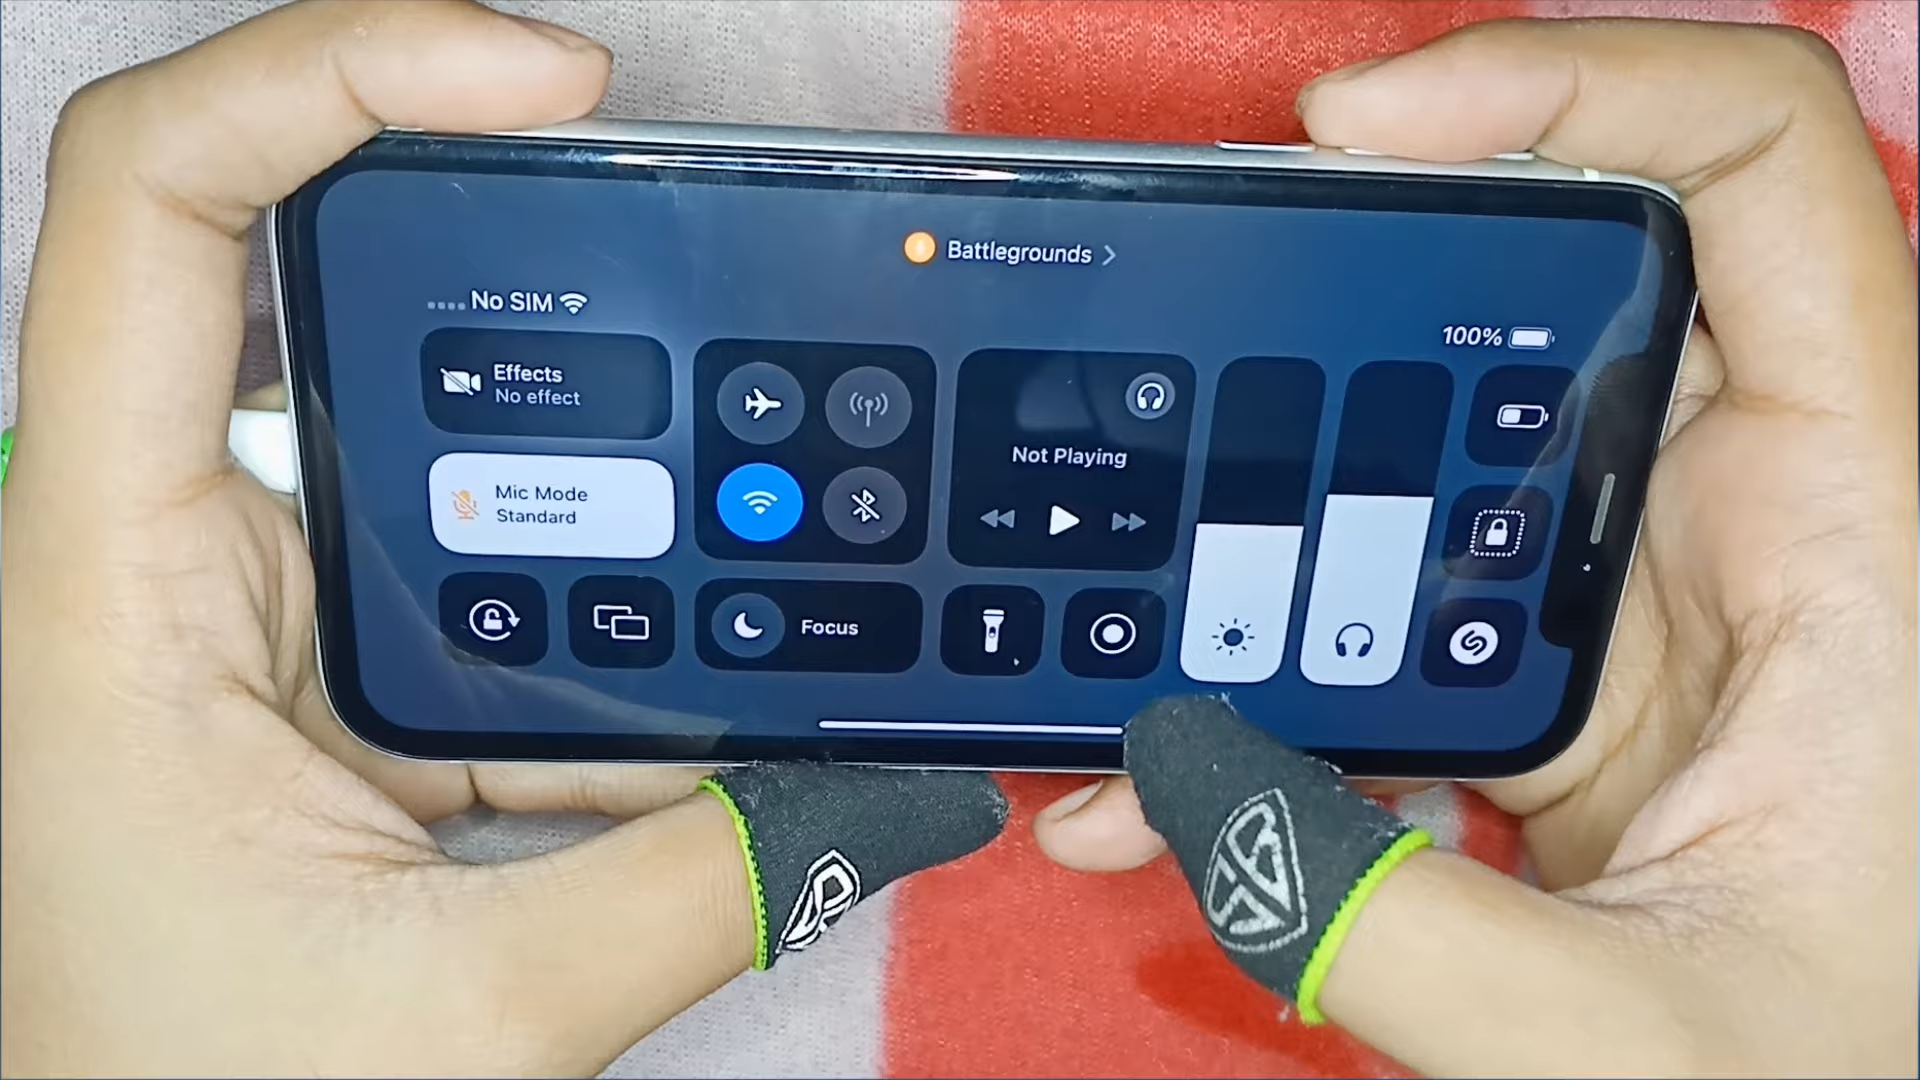 Battlegrounds
No SIM
100%
Effects
No effect
Mic Mode
Standard
Not Playing
Focus